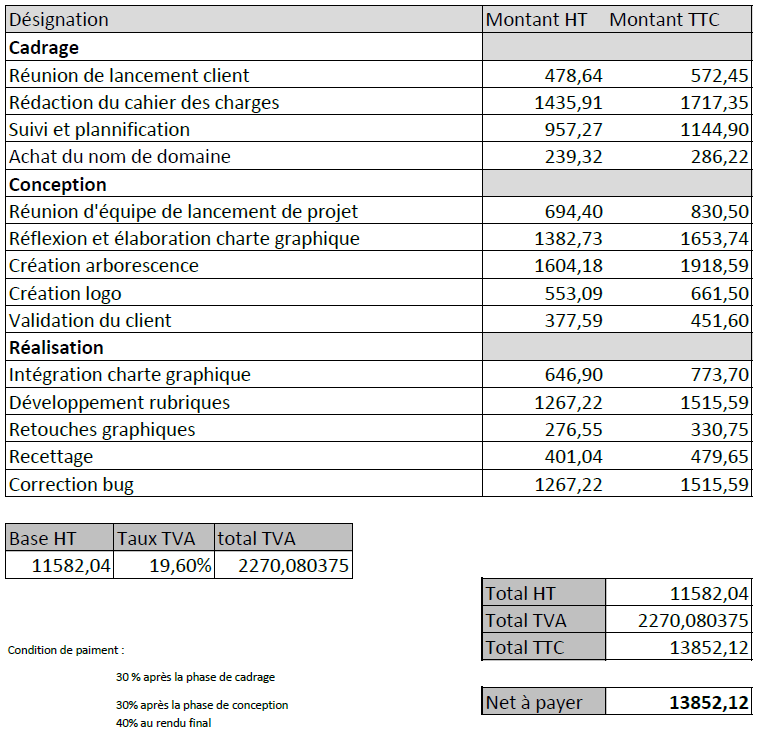 Désignation Montant HT Montant TTC
Cadrage
Réunion de lancement client 478,64 572,45
Rédaction du cahier des charges 1435,91 1717,35
Suivi et plannification 957,27 1144,90
Achat du nom de domaine 239,32 286,22
Conception
Réunion d'équipe de lancement de projet 694,40 830,50
Réflexion et élaboration charte graphique 1382,73 1653,74
Création arborescence 1604,18 1918,59
Création logo 553,09 661,50
Validation du client 377,59 451,60
Réalisation
Intégration charte graphique 646,90 773,70
Développement rubriques 1267,22 1515,59
Retouches graphiques 276,55 330,75
Recettage 401,04 479,65
Correction bug 1267,22 1515,59
Base HT Taux TVA total TVA
11582,04 19,60% 2270,080375
Total HT 11582,04
Total TVA 2270,080375
Total TTC 13852,12
Condition de paiment :
30 % après la phase de cadrage
30% après la phase de conception
40% au rendu final
Net à payer 13852,12